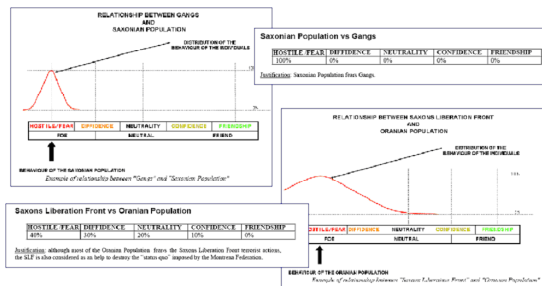 RELATIONSHIP BETWEEN GANGS
AND
SAXONIAN POPULATION
DISTRIBUTION OF THE
BEHAVIOUR OF THE INDIVIDUALS
HOSTILE/FEAR DIFFIDENCE NEUTRALITY CONFIDENCE FRIENDSHIP
FOE NEUTRAL FRIEND
BEHAVIOUR OF THE SAXONIAN POPULATION
Example of relationship between "Gangs" and "Saxonian Population"
Saxonian Population vs Gangs
HOSTILE /FEAR DIFFIDENCE NEUTRALITY CONFIDENCE FRIENDSHIP
100% 0% 0% 0% 0%
Justification: Saxonian Population fears Gangs.
RELATIONSHIP BETWEEN SAXONS LIBERATION FRONT
AND
ORANIAN POPULATION
DISTRIBUTION OF THE
BEHAVIOUR OF THE INDIVIDUALS
HOSTILE/FEAR DIFFIDENCE NEUTRALITY CONFIDENCE FRIENDSHIP
FOE NEUTRAL FRIEND
BEHAVIOUR OF THE ORANIAN POPULATION
Example of relationship between "Saxons Liberation Front" and "Oranian Population"
Saxons Liberation Front vs Oranian Population
HOSTILE /FEAR DIFFIDENCE NEUTRALITY CONFIDENCE FRIENDSHIP
40% 30% 20% 10% 0%
Justification: although most of the Oranian Population fears the Saxons Liberation Front terrorist actions,
the SLF is also considered as an help to destroy the "status quo" imposed by the Federation.